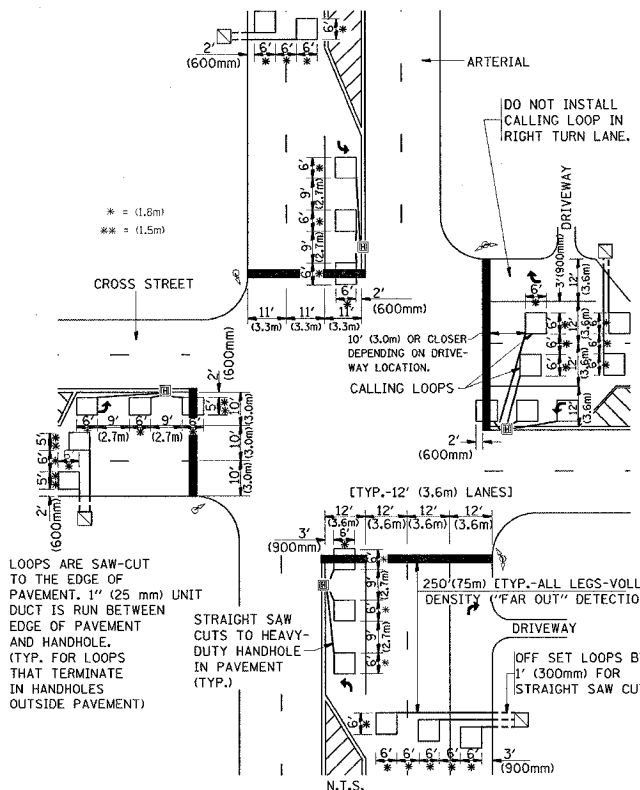 6' 6' 6'
* * *
2'
(600mm)
6' *
ARTERIAL
DO NOT INSTALL
CALLING LOOP IN
RIGHT TURN LANE.
DRIVEWAY
* = (1.8m)
** = (1.5m)
6' *
9' (2.7m)
6' *
9' (2.7m)
6' *
H
CROSS STREET
6'
*
2'
(600mm)
11' 11' 11'
(3.3m) (3.3m) (3.3m)
3'(900mm)
12'
(3.6m)
10' (3.0m) OR CLOSER
DEPENDING ON DRIVE-
WAY LOCATION.
CALLING LOOPS
2'
(600mm)
H
2'
(600mm)
H
5' **
10' (3.0m)
10' (3.0m)
10' (3.0m)
6' 9' 6' 9' 6'
(2.7m) (2.7m)
5' 6' 5'
2'
(600mm)
[TYP.-12' (3.6m) LANES]
12' 12' 12' 12'
(3.6m) (3.6m) (3.6m) (3.6m)
3'
(900mm)
6'
*
LOOPS ARE SAW-CUT
TO THE EDGE OF
PAVEMENT. 1" (25 mm) UNIT
DUCT IS RUN BETWEEN
EDGE OF PAVEMENT
AND HANDHOLE.
(TYP. FOR LOOPS
THAT TERMINATE
IN HANDHOLES
OUTSIDE PAVEMENT)
STRAIGHT SAW
CUTS TO HEAVY-
DUTY HANDHOLE
IN PAVEMENT
(TYP.)
H
6' *
9' (2.7m)
6' *
9' (2.7m)
6' *
250'(75m) [TYP.-ALL LEGS-VOLU
DENSITY ("FAR OUT" DETECTIO
DRIVEWAY
OFF SET LOOPS B
1' (300mm) FOR
STRAIGHT SAW CU
6' *
6' 6' 6' 6' 6'
* * * * *
3'
(900mm)
N.T.S.